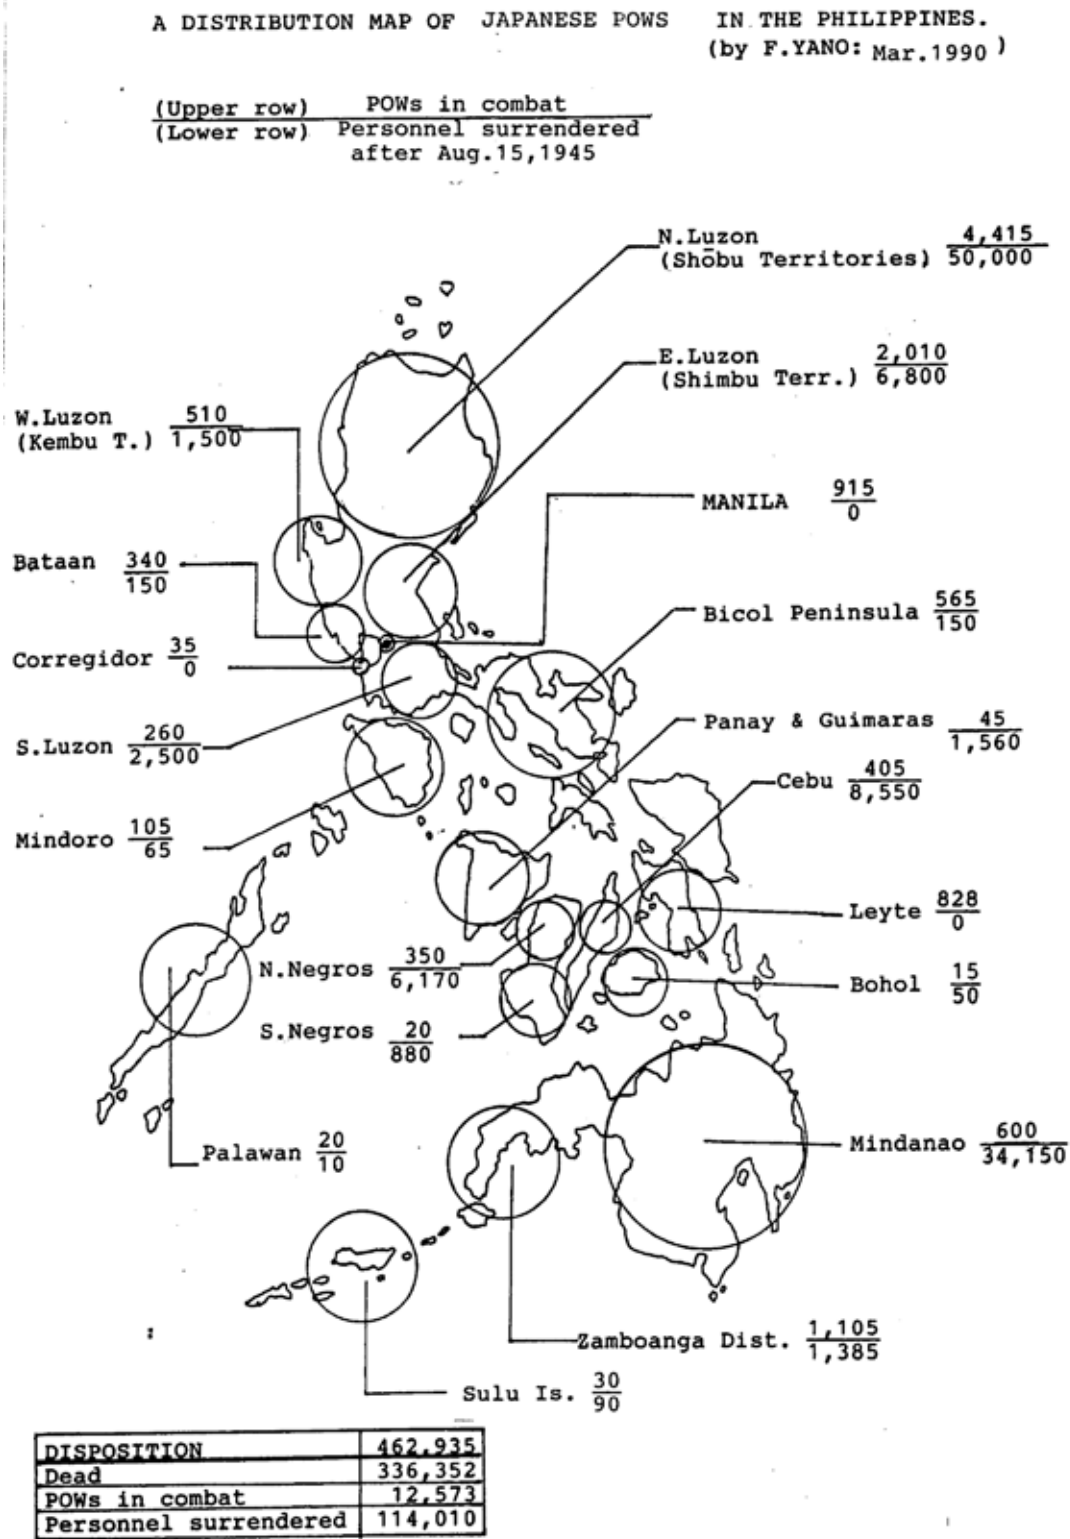 A DISTRIBUTION MAP OF JAPANESE POWS IN THE PHILIPPINES.
(by F.YANO: Mar.1990 )
(Upper row) POWs in combat
(Lower row) Personnel surrendered
after Aug.15,1945
N.Luzon 4,415
(Shōbu Territories) 50,000
E.Luzon 2,010
(Shimbu Terr.) 6,800
W.Luzon 510
(Kembu T.) 1,500
MANILA 915
0
Bataan 340
150
Bicol Peninsula 565
150
Corregidor 35
0
Panay & Guimaras 45
1,560
S.Luzon 260
2,500
Cebu 405
8,550
Mindoro 105
65
Leyte 828
0
N.Negros 350
6,170
Bohol 15
50
S.Negros 20
880
Palawan 20
10
Mindanao 600
34,150
Zamboanga Dist. 1,105
1,385
Sulu Is. 30
90
DISPOSITION 462,935
Dead 336,352
POWs in combat 12,573
Personnel surrendered 114,010